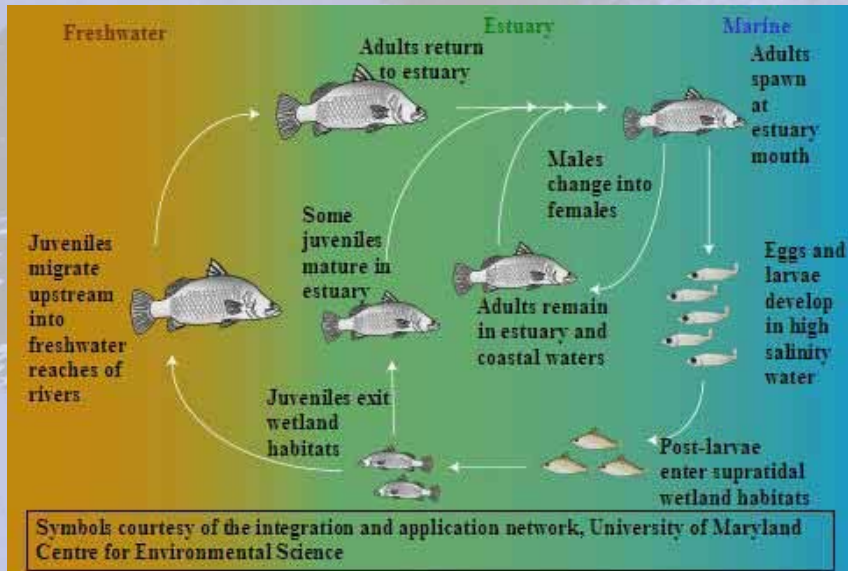 Freshwater
Estuary
Marine
Adults return
to estuary
Adults
spawn
at
estuary
mouth
Males
change into
females
Some
juveniles
mature in
estuary
Juveniles
migrate
upstream
into
freshwater
reaches of
rivers
Adults remain
in estuary and
coastal waters
Eggs and
larvae
develop
in high
salinity
water
Juveniles exit
wetland
habitats
Post-larvae
enter supratidal
wetland habitats
Symbols courtesy of the integration and application network, University of Maryland
Centre for Environmental Science